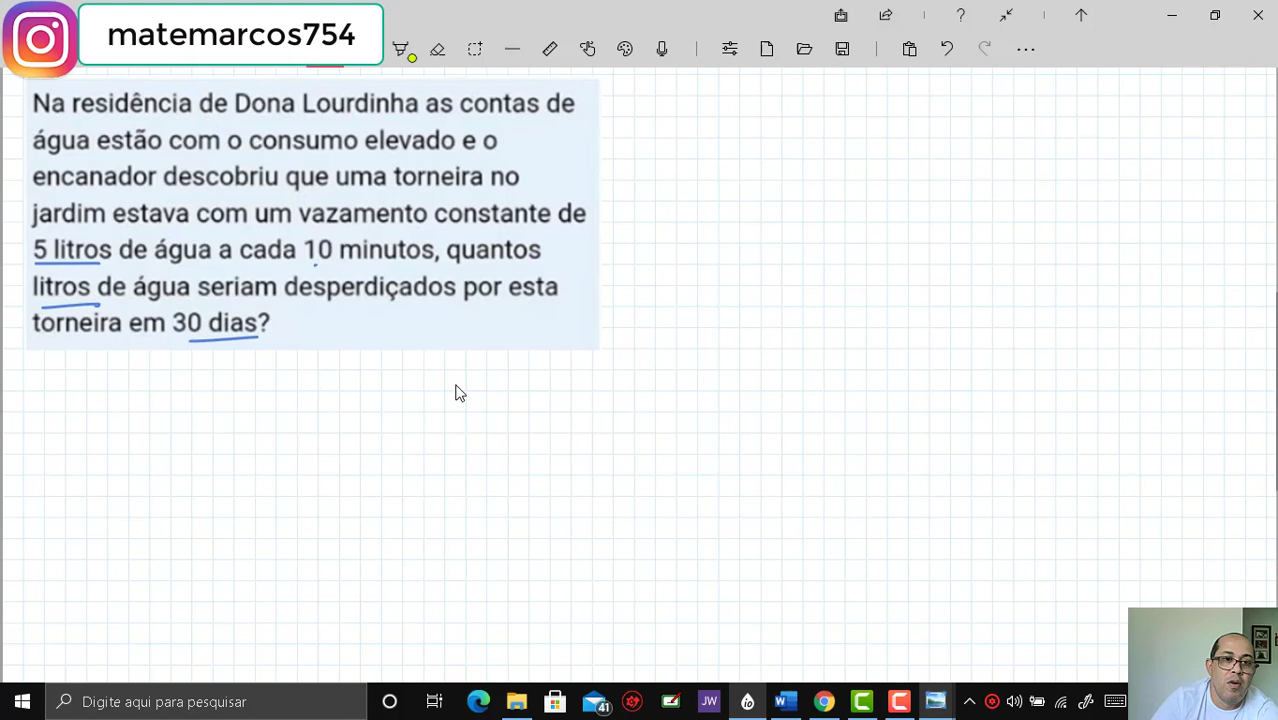 matemarcos754
Na residência de Dona Lourdinha as contas de
água estão com o consumo elevado e o
encanador descobriu que uma torneira no
jardim estava com um vazamento constante de
5 litros de água a cada 10 minutos, quantos
litros de água seriam desperdiçados por esta
torneira em 30 dias?
Digite aqui para pesquisar
41
JW